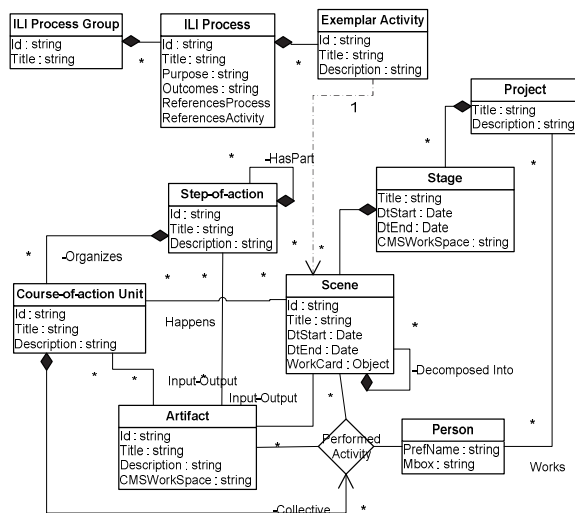 ILI Process Group
Id : string
Title : string
*
ILI Process
Id : string
Title : string
Purpose : string
Outcomes : string
ReferencesProcess
ReferencesActivity
*
Exemplar Activity
Id : string
Title : string
Description : string
1
Project
Title : string
Description : string
*
*
Stage
Title : string
DtStart : Date
DtEnd : Date
CMSWorkSpace : string
*
-HasPart
*
Step-of-action
Id : string
Title : string
Description : string
*
*
*
-Organizes
*
*
*
Course-of-action Unit
Id : string
Title : string
Description : string
Happens
Scene
Id : string
Title : string
DtStart : Date
DtEnd : Date
WorkCard : Object
*
-Decomposed Into
*
*
Input-Output
*
*
Input-Output
*
Artifact
Id : string
Title : string
Description : string
CMSWorkSpace : string
*
Performed
Activity
Person
PrefName : string
Mbox : string
*
Works
-Collective
*